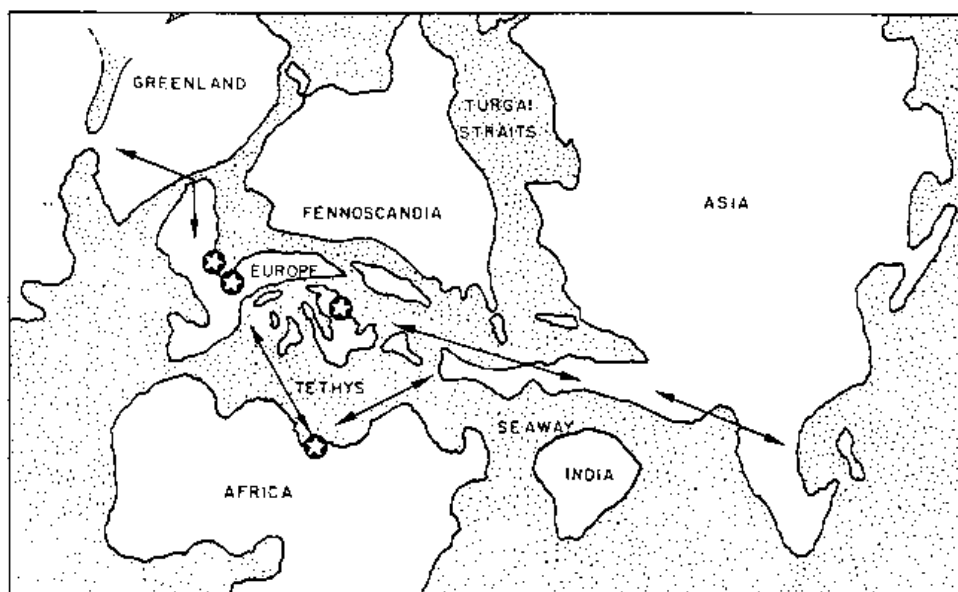 GREENLAND
TURGAI
STRAITS
ASIA
FENNOSCANDIA
EUROPE
TETHYS
SEAWAY
INDIA
AFRICA